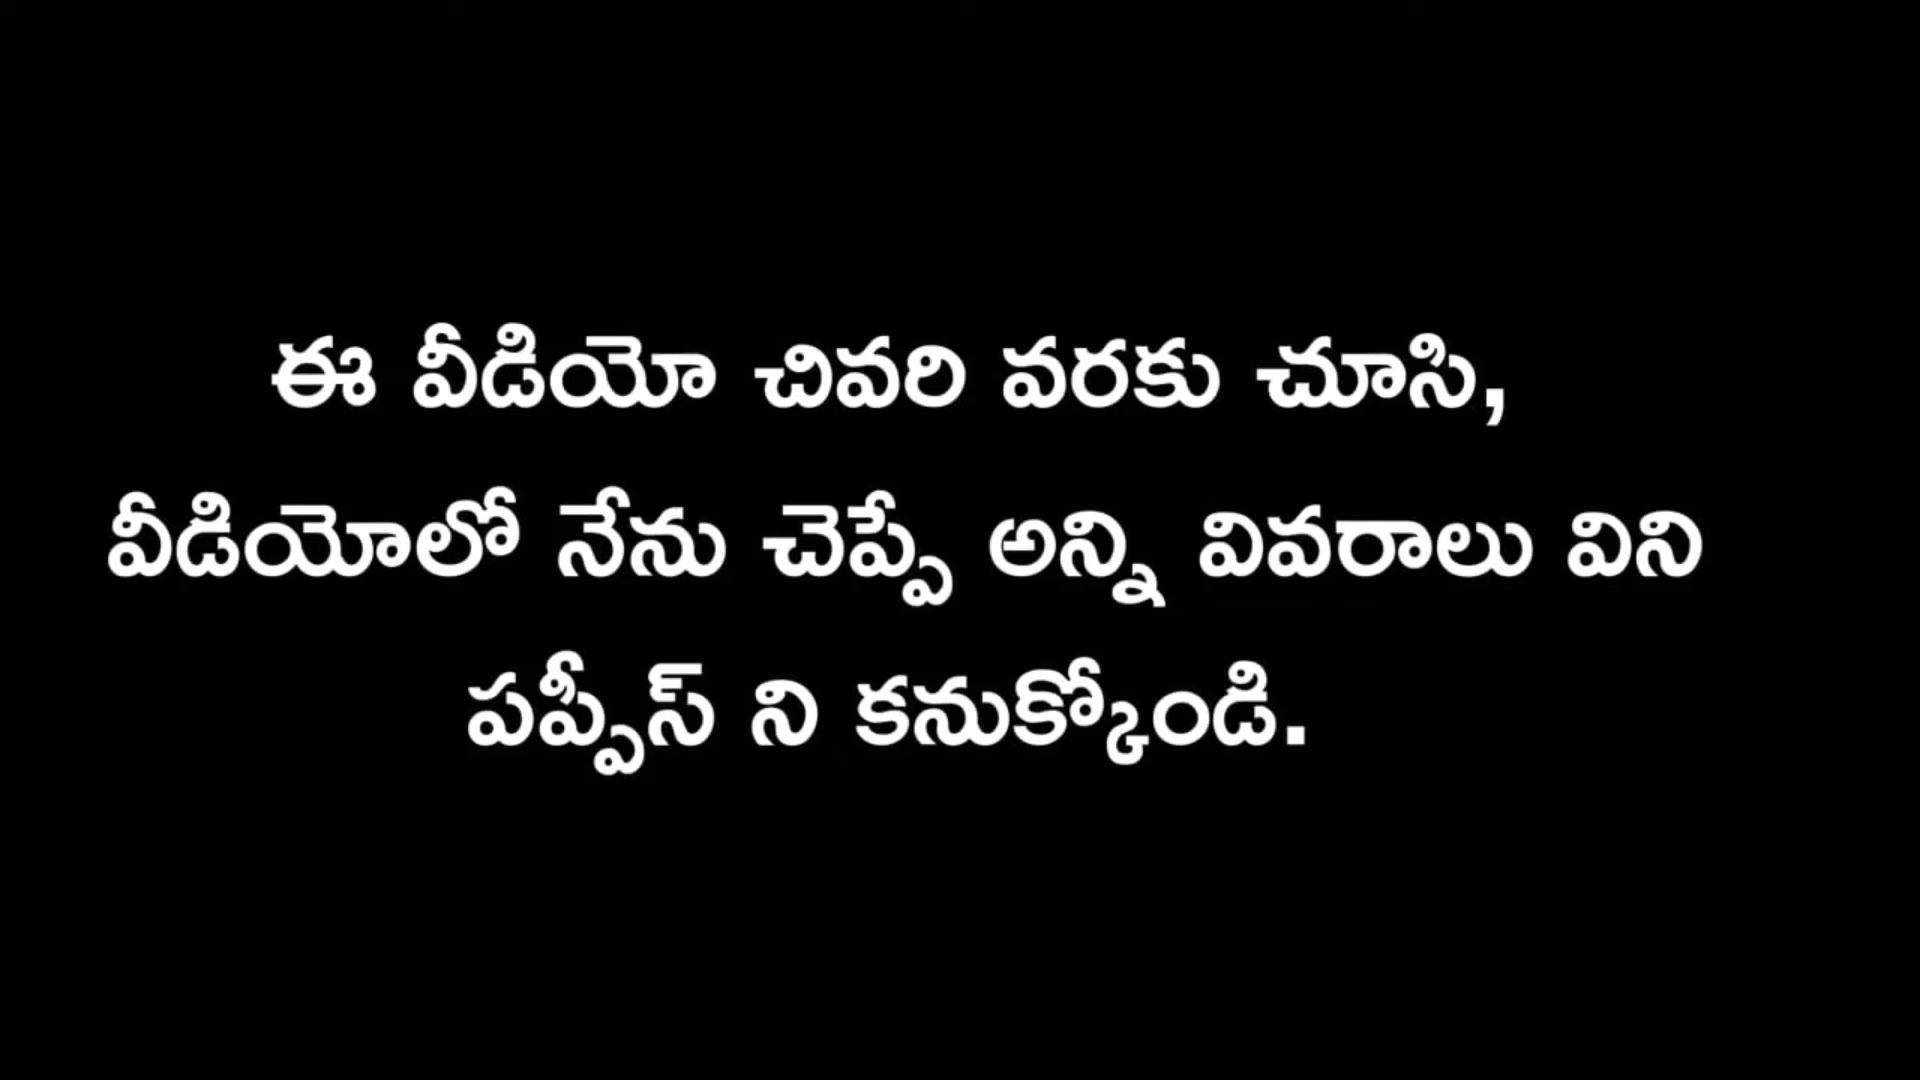 ఈ వీడియో చివరి వరకు చూసి,
వీడియోలో నేను చెప్పే అన్ని వివరాలు విని
పప్పీస్ ని కనుక్కోండి.